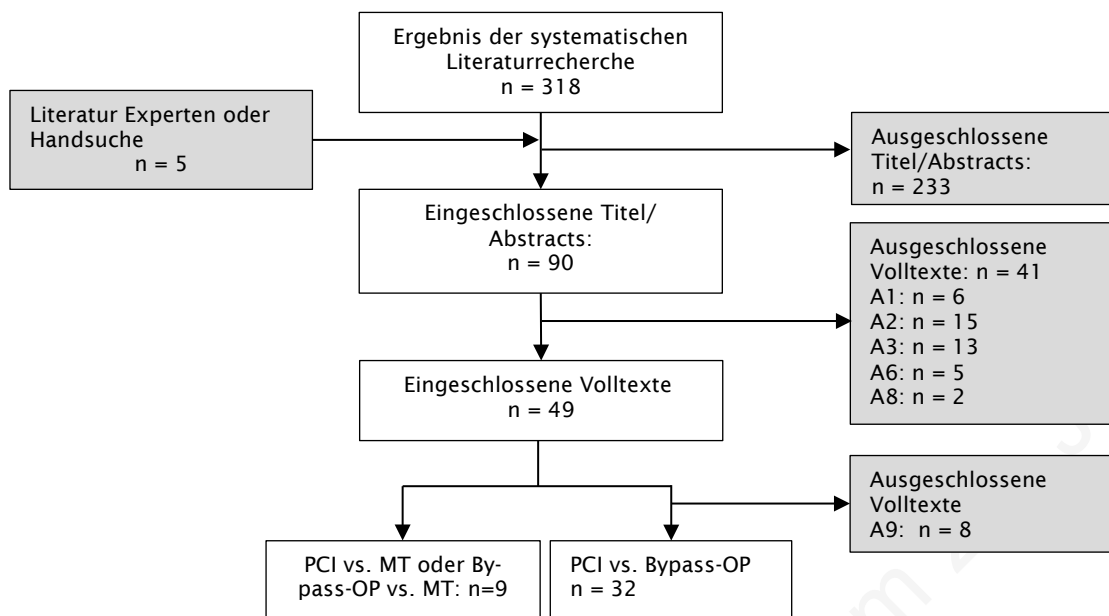 Ergebnis der systematischen
Literaturrecherche
n = 318
Literatur Experten oder
Handsuche
n = 5
Ausgeschlossene
Titel/Abstracts:
n = 233
Eingeschlossene Titel/
Abstracts:
n = 90
Ausgeschlossene
Volltexte: n = 41
A1: n = 6
A2: n = 15
A3: n = 13
A6: n = 5
A8: n = 2
Eingeschlossene Volltexte
n = 49
Ausgeschlossene
Volltexte
A9: n = 8
PCI vs. MT oder By-
pass-OP vs. MT: n=9
PCI vs. Bypass-OP
n = 32